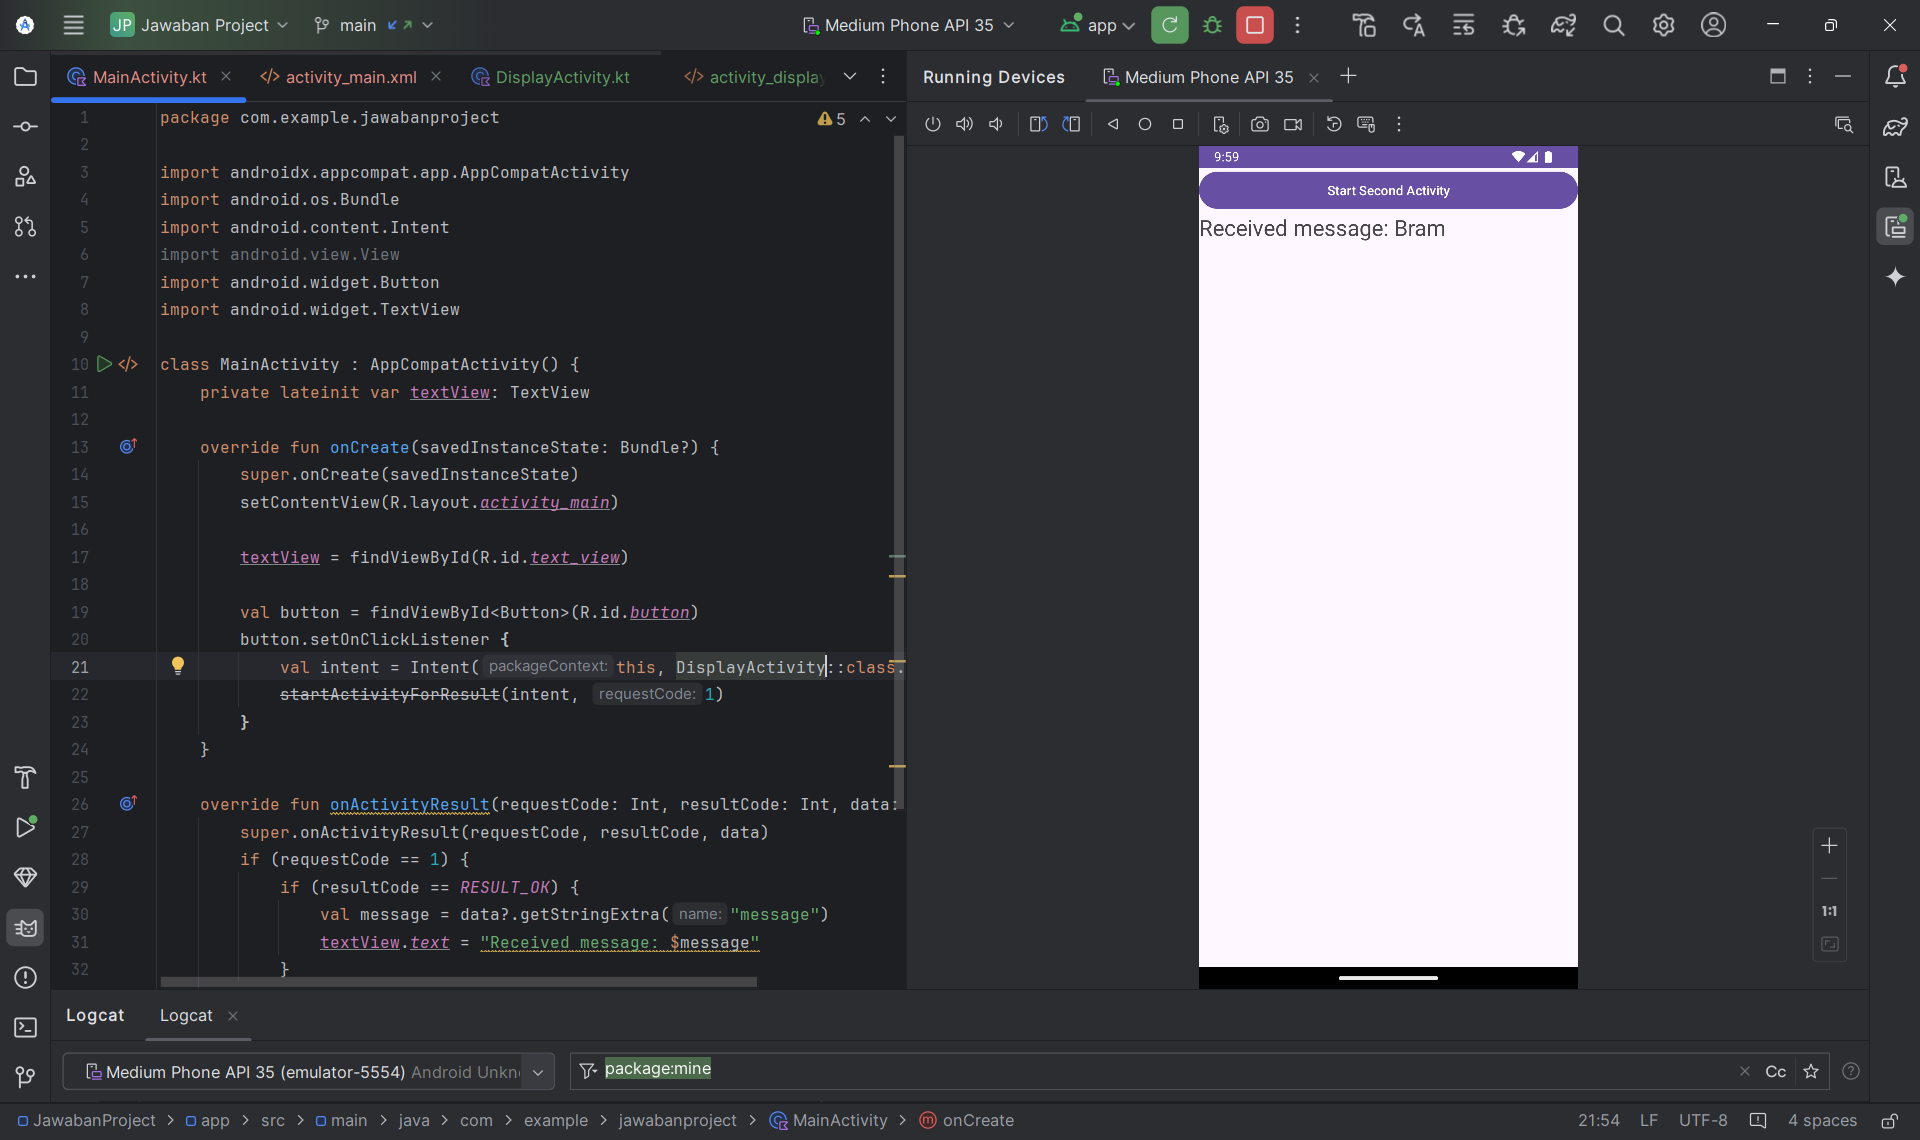 JP Jawaban Project main Medium Phone API 35 app
MainActivity.kt activity_main.xml DisplayActivity.kt activity_displa
Running Devices Medium Phone API 35
1 package com.example.jawabanproject 5
2
3 import androidx.appcompat.app.AppCompatActivity
4 import android.os.Bundle
5 import android.content.Intent
6 import android.view.View
7 import android.widget.Button
8 import android.widget.TextView
9
10 class MainActivity : AppCompatActivity() {
11 private lateinit var textView: TextView
12
13 override fun onCreate(savedInstanceState: Bundle?) {
14 super.onCreate(savedInstanceState)
15 setContentView(R.layout.activity_main)
16
17 textView = findViewById(R.id.text_view)
18
19 val button = findViewById<Button>(R.id.button)
20 button.setOnClickListener {
21 val intent = Intent( packageContext: this, DisplayActivity::class.
22 startActivityForResult(intent, requestCode: 1)
23 }
24 }
25
26 override fun onActivityResult(requestCode: Int, resultCode: Int, data:
27 super.onActivityResult(requestCode, resultCode, data)
28 if (requestCode == 1) {
29 if (resultCode == RESULT_OK) {
30 val message = data?.getStringExtra( name: "message")
31 textView.text = "Received message: $message"
32 }
9:59
Start Second Activity
Received message: Bram
1:1
Logcat Logcat
Medium Phone API 35 (emulator-5554) Android Unkn
package:mine
Cc
JawabanProject > app > src > main > java > com > example > jawabanproject > MainActivity > m onCreate
21:54 LF UTF-8 4 spaces